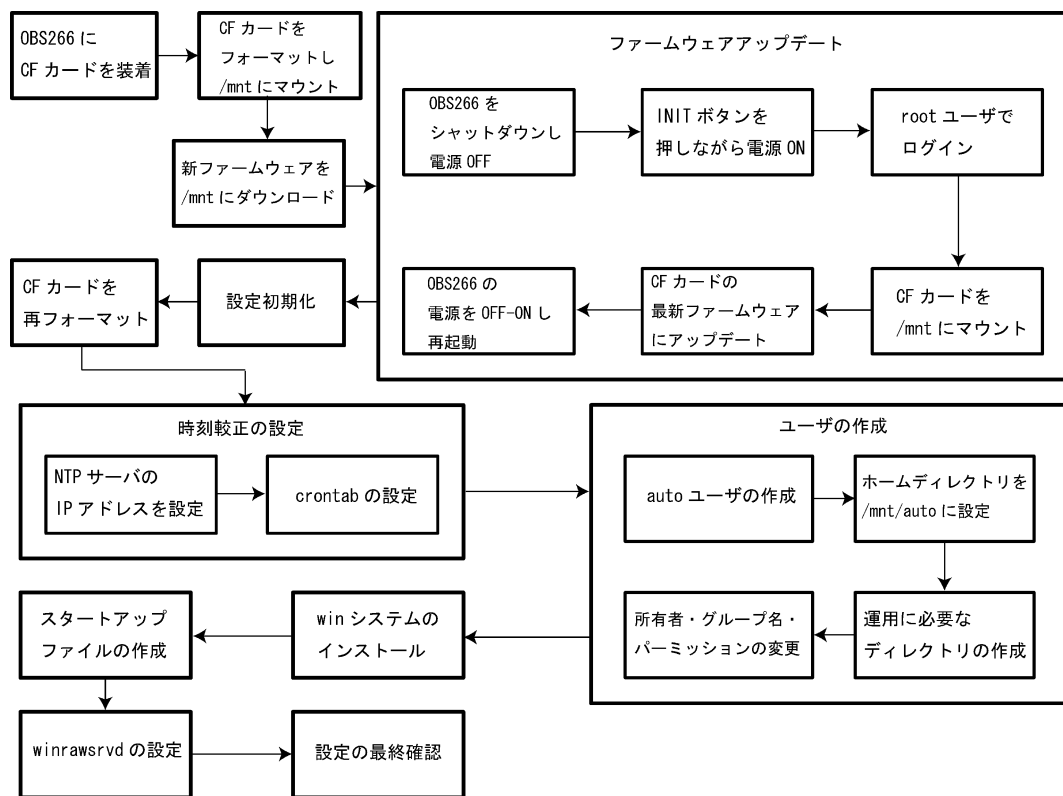 OBS266 に
CF カードを装着
CF カードを
フォーマットし
/mnt にマウント
新ファームウェアを
/mnt にダウンロード
ファームウェアアップデート
OBS266 を
シャットダウンし
電源 OFF
INIT ボタンを
押しながら電源 ON
root ユーザで
ログイン
CF カードを
/mnt にマウント
CF カードの
最新ファームウェア
にアップデート
OBS266 の
電源を OFF-ON し
再起動
設定初期化
CF カードを
再フォーマット
時刻較正の設定
NTP サーバの
IP アドレスを設定
crontab の設定
ユーザの作成
auto ユーザの作成
ホームディレクトリを
/mnt/auto に設定
運用に必要な
ディレクトリの作成
所有者・グループ名・
パーミッションの変更
win システムの
インストール
スタートアップ
ファイルの作成
winrawsrvd の設定
設定の最終確認